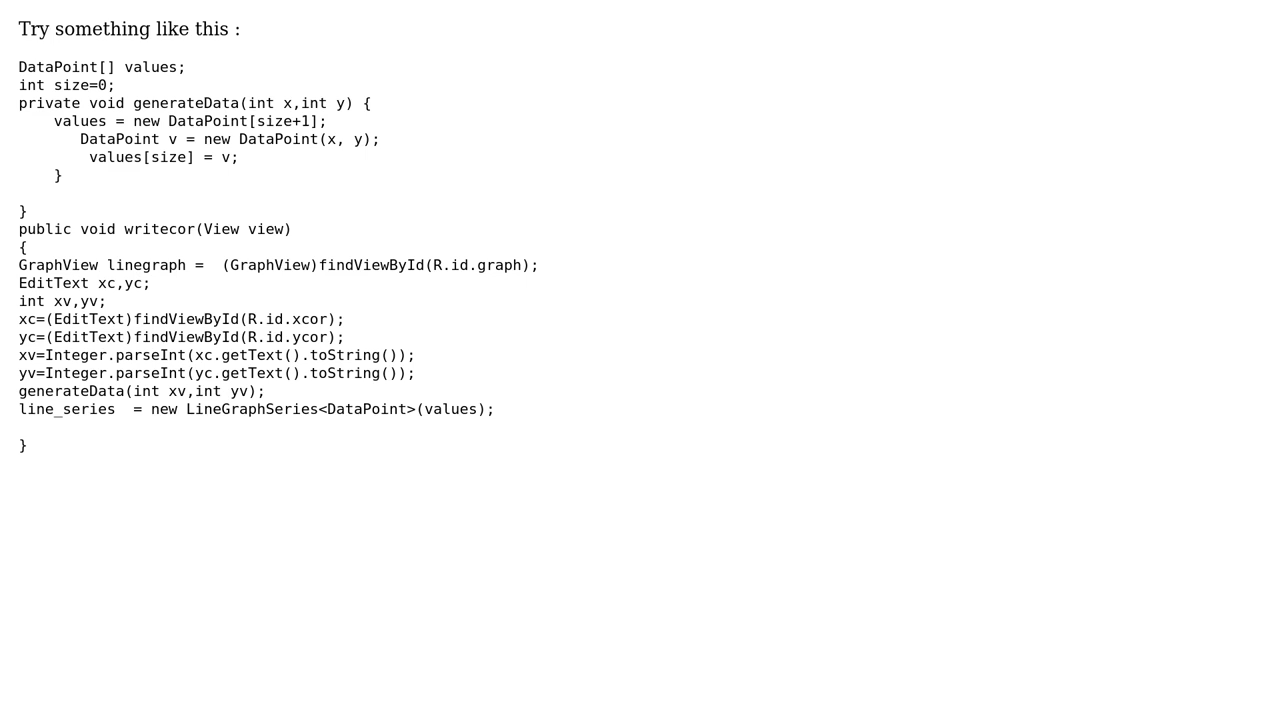 Try something like this :
DataPoint[] values;
int size=0;
private void generateData(int x,int y) {
    values = new DataPoint[size+1];
       DataPoint v = new DataPoint(x, y);
        values[size] = v;
    }
}
public void writecor(View view)
{
GraphView linegraph =  (GraphView)findViewById(R.id.graph);
EditText xc,yc;
int xv,yv;
xc=(EditText)findViewById(R.id.xcor);
yc=(EditText)findViewById(R.id.ycor);
xv=Integer.parseInt(xc.getText().toString());
yv=Integer.parseInt(yc.getText().toString());
generateData(int xv,int yv);
line_series  = new LineGraphSeries<DataPoint>(values);
}